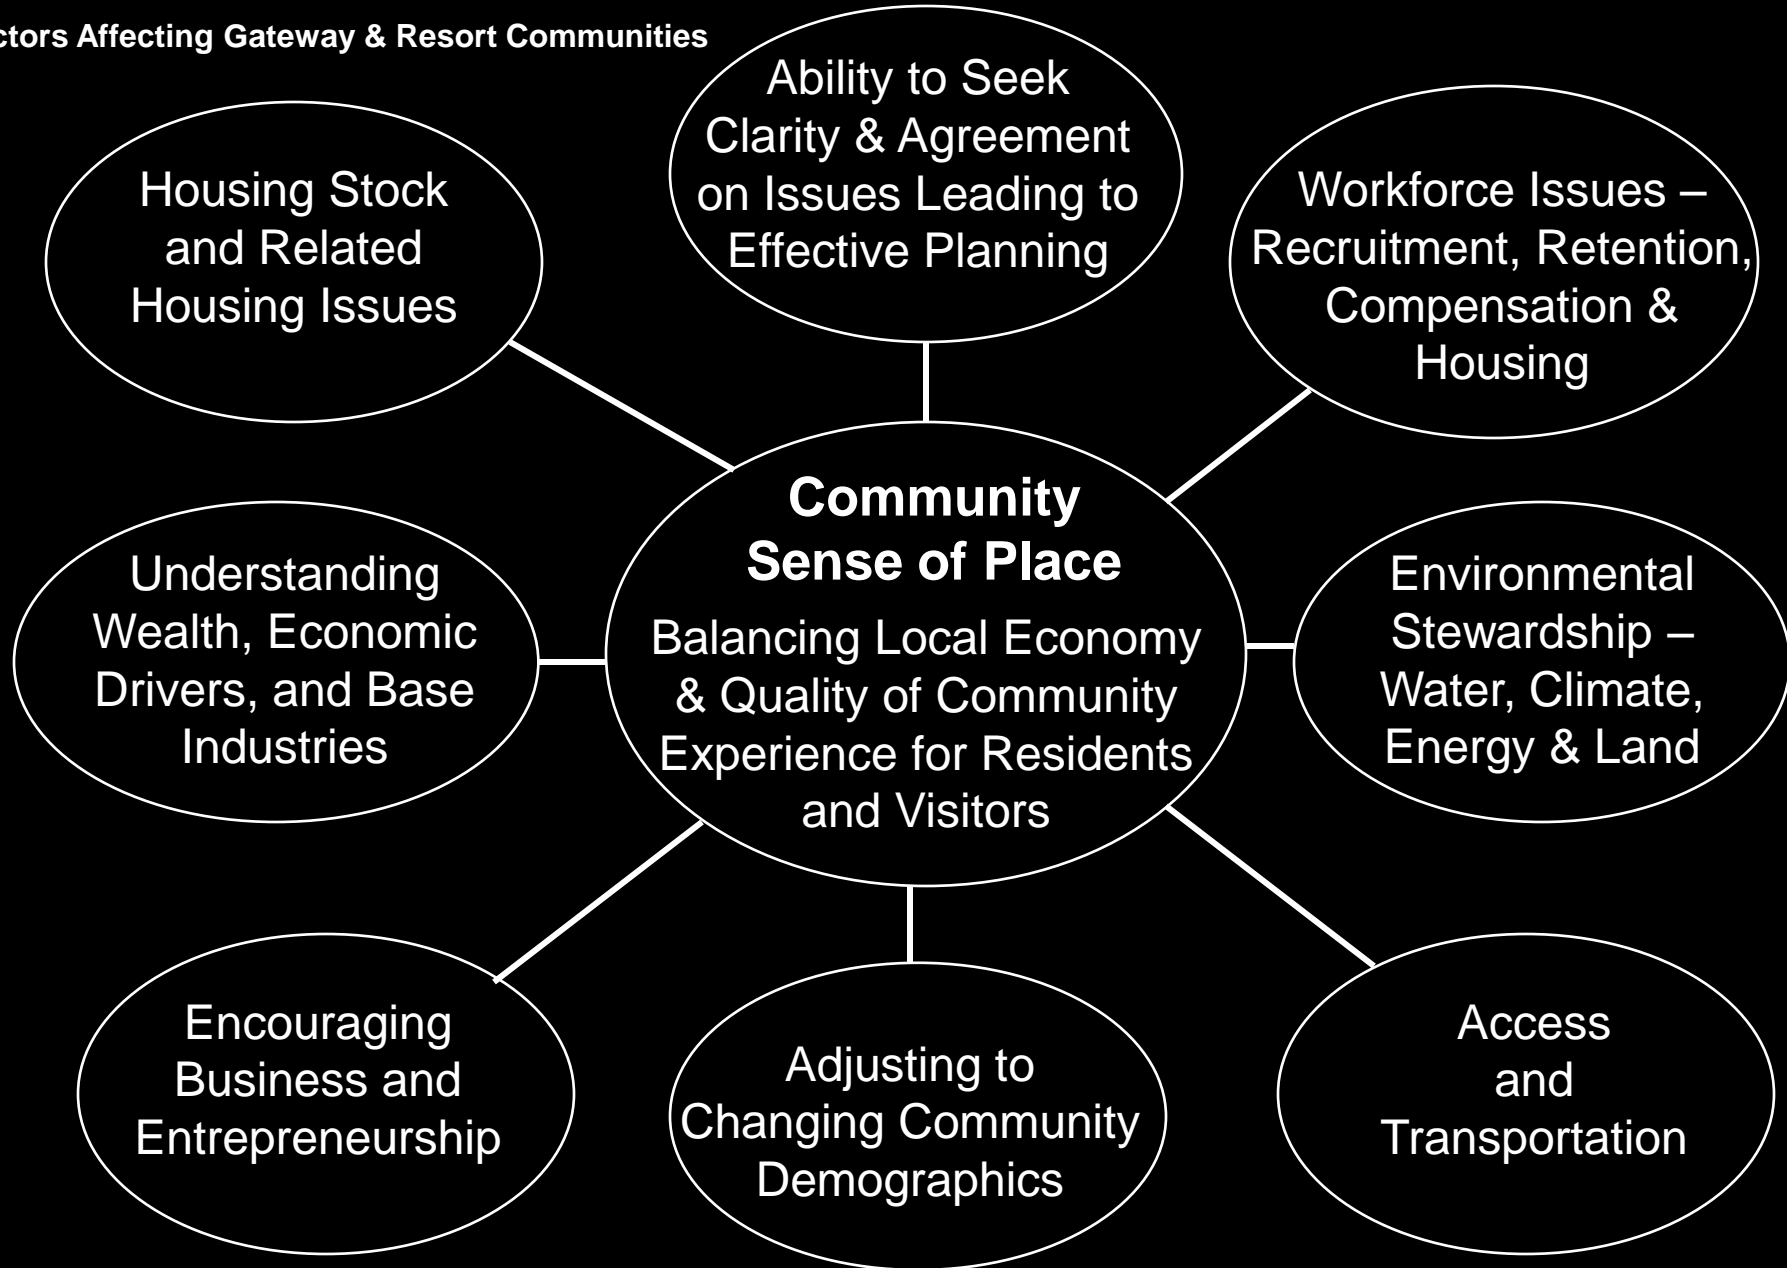 ctors Affecting Gateway & Resort Communities
Ability to Seek
Clarity & Agreement
on Issues Leading to
Effective Planning
Housing Stock
and Related
Housing Issues
Workforce Issues –
Recruitment, Retention,
Compensation &
Housing
Community
Sense of Place
Balancing Local Economy
& Quality of Community
Experience for Residents
and Visitors
Understanding
Wealth, Economic
Drivers, and Base
Industries
Environmental
Stewardship –
Water, Climate,
Energy & Land
Encouraging
Business and
Entrepreneurship
Adjusting to
Changing Community
Demographics
Access
and
Transportation